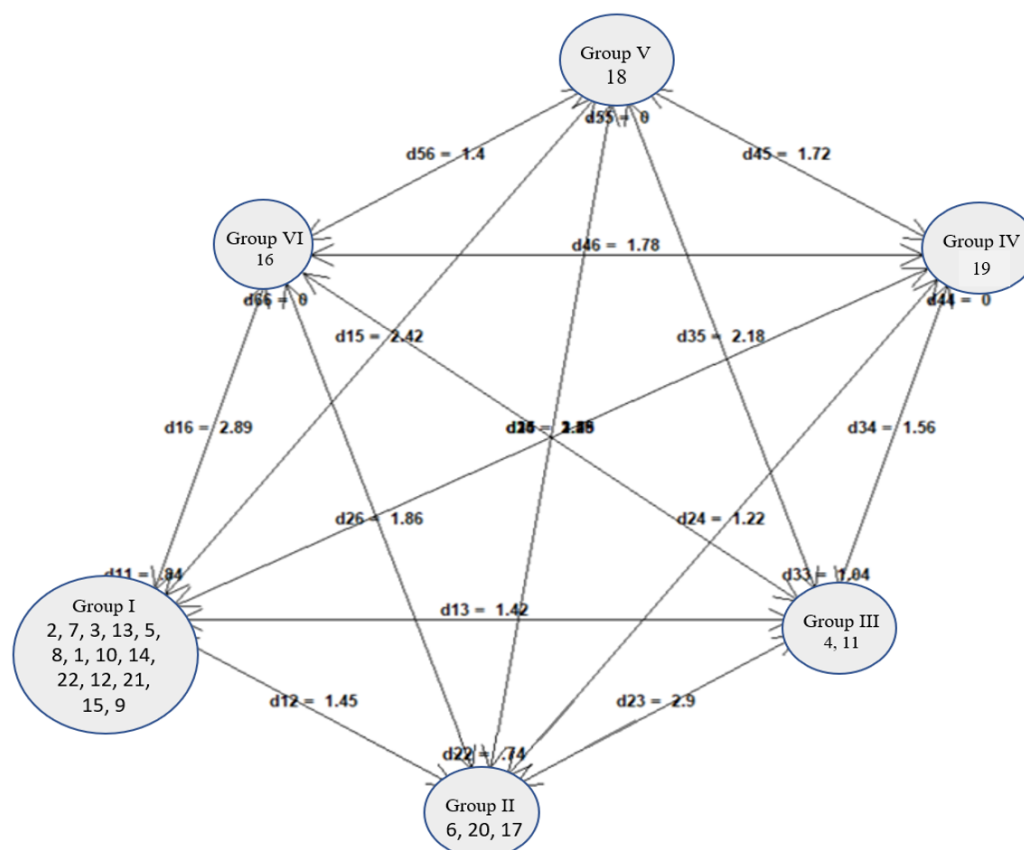 Group V
18
d55 = 0
d56 = 1.4
d45 = 1.72
Group VI
16
d46 = 1.78
Group IV
19
d66 = 0
d44 = 0
d15 = 2.42
d35 = 2.18
d16 = 2.89
d34 = 1.56
d26 = 1.86
d24 = 1.22
d11 = .84
d33 = 1.04
Group I
2, 7, 3, 13, 5,
8, 1, 10, 14,
22, 12, 21,
15, 9
d13 = 1.42
Group III
4, 11
d12 = 1.45
d23 = 2.9
d22 = .74
Group II
6, 20, 17